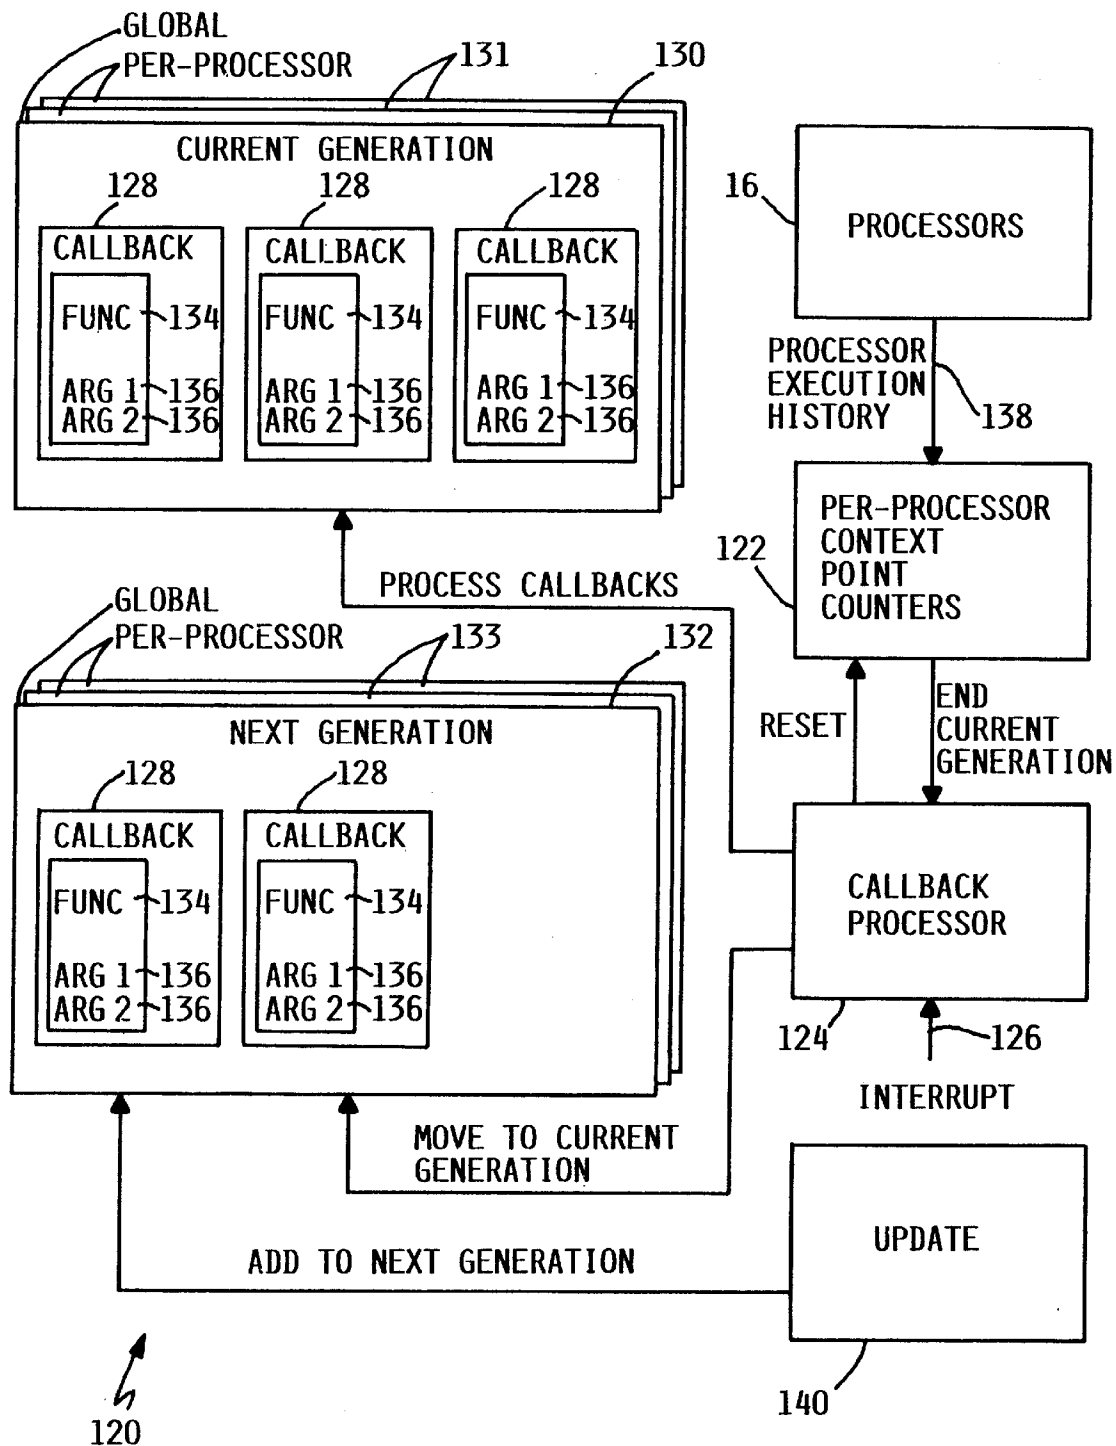 GLOBAL
PER-PROCESSOR
131
130
CURRENT GENERATION
128
128
128
CALLBACK
CALLBACK
CALLBACK
FUNC 134
FUNC 134
FUNC 134
ARG 1 136
ARG 1 136
ARG 1 136
ARG 2 136
ARG 2 136
ARG 2 136
16
PROCESSORS
PROCESSOR
EXECUTION
HISTORY
138
122
PER-PROCESSOR
CONTEXT
POINT
COUNTERS
PROCESS CALLBACKS
GLOBAL
PER-PROCESSOR
133
132
NEXT GENERATION
128
128
CALLBACK
CALLBACK
FUNC 134
FUNC 134
ARG 1 136
ARG 1 136
ARG 2 136
ARG 2 136
RESET
END
CURRENT
GENERATION
CALLBACK
PROCESSOR
124
126
INTERRUPT
MOVE TO CURRENT
GENERATION
UPDATE
ADD TO NEXT GENERATION
140
120